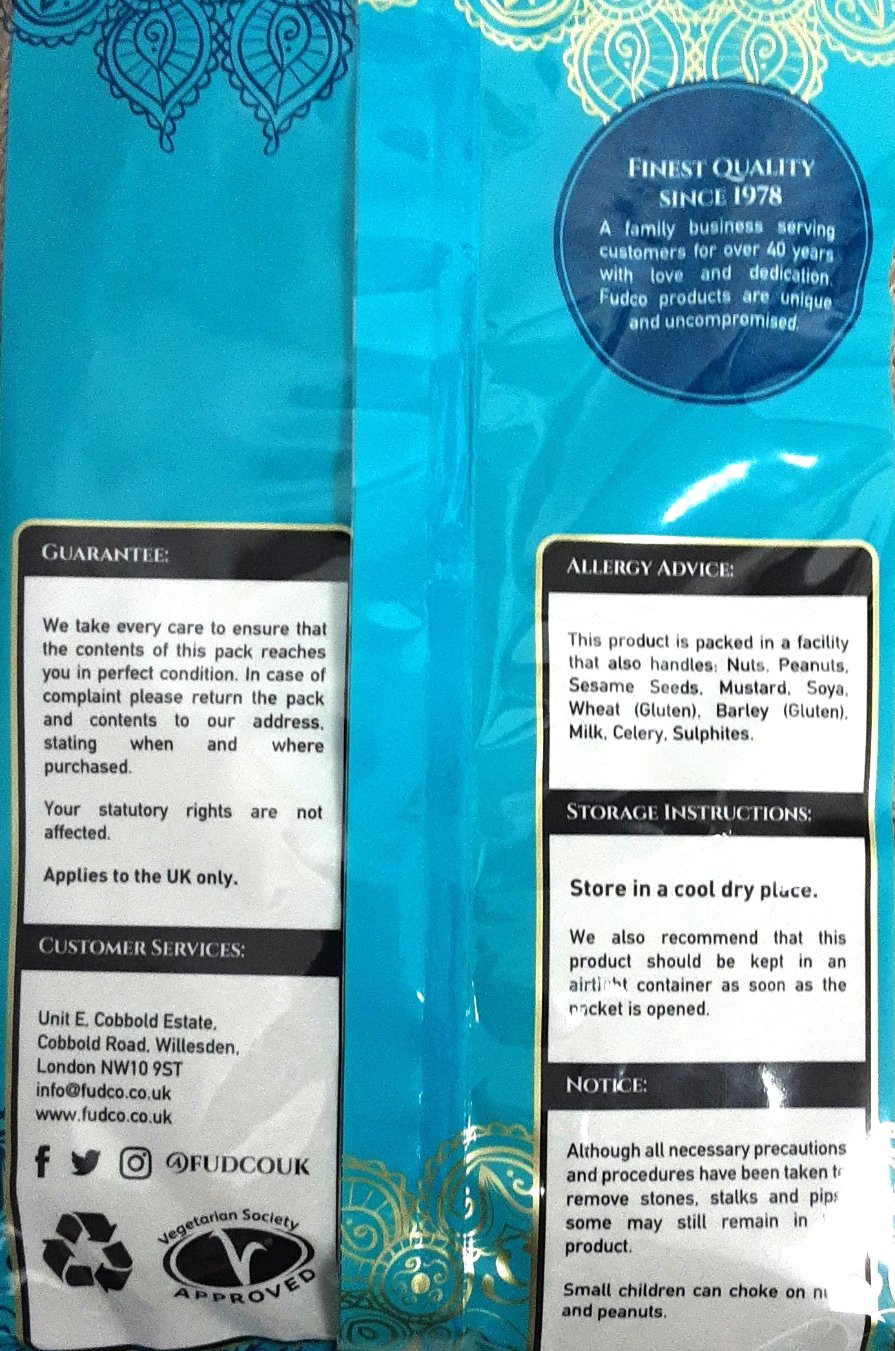 FINEST QUALITY
SINCE 1978
A family business serving
customers for over 40 years
with love and dedication.
Fudco products are unique
and uncompromised.
GUARANTEE:
We take every care to ensure that
the contents of this pack reaches
you in perfect condition. In case of
complaint please return the pack
and contents to our address,
stating when and where
purchased.
Your statutory rights are not
affected.
Applies to the UK only.
CUSTOMER SERVICES:
Unit E, Cobbold Estate,
Cobbold Road, Willesden,
London NW10 9ST
info@fudco.co.uk
www.fudco.co.uk
@FUDCOUK
Vegetarian Society
APPROVED
ALLERGY ADVICE:
This product is packed in a facility
that also handles; Nuts, Peanuts,
Sesame Seeds, Mustard, Soya,
Wheat (Gluten), Barley (Gluten),
Milk, Celery, Sulphites.
STORAGE INSTRUCTIONS:
Store in a cool dry place.
We also recommend that this
product should be kept in an
airtight container as soon as the
packet is opened.
NOTICE:
Although all necessary precautions
and procedures have been taken to
remove stones, stalks and pips
some may still remain in
product.
Small children can choke on
and peanuts.